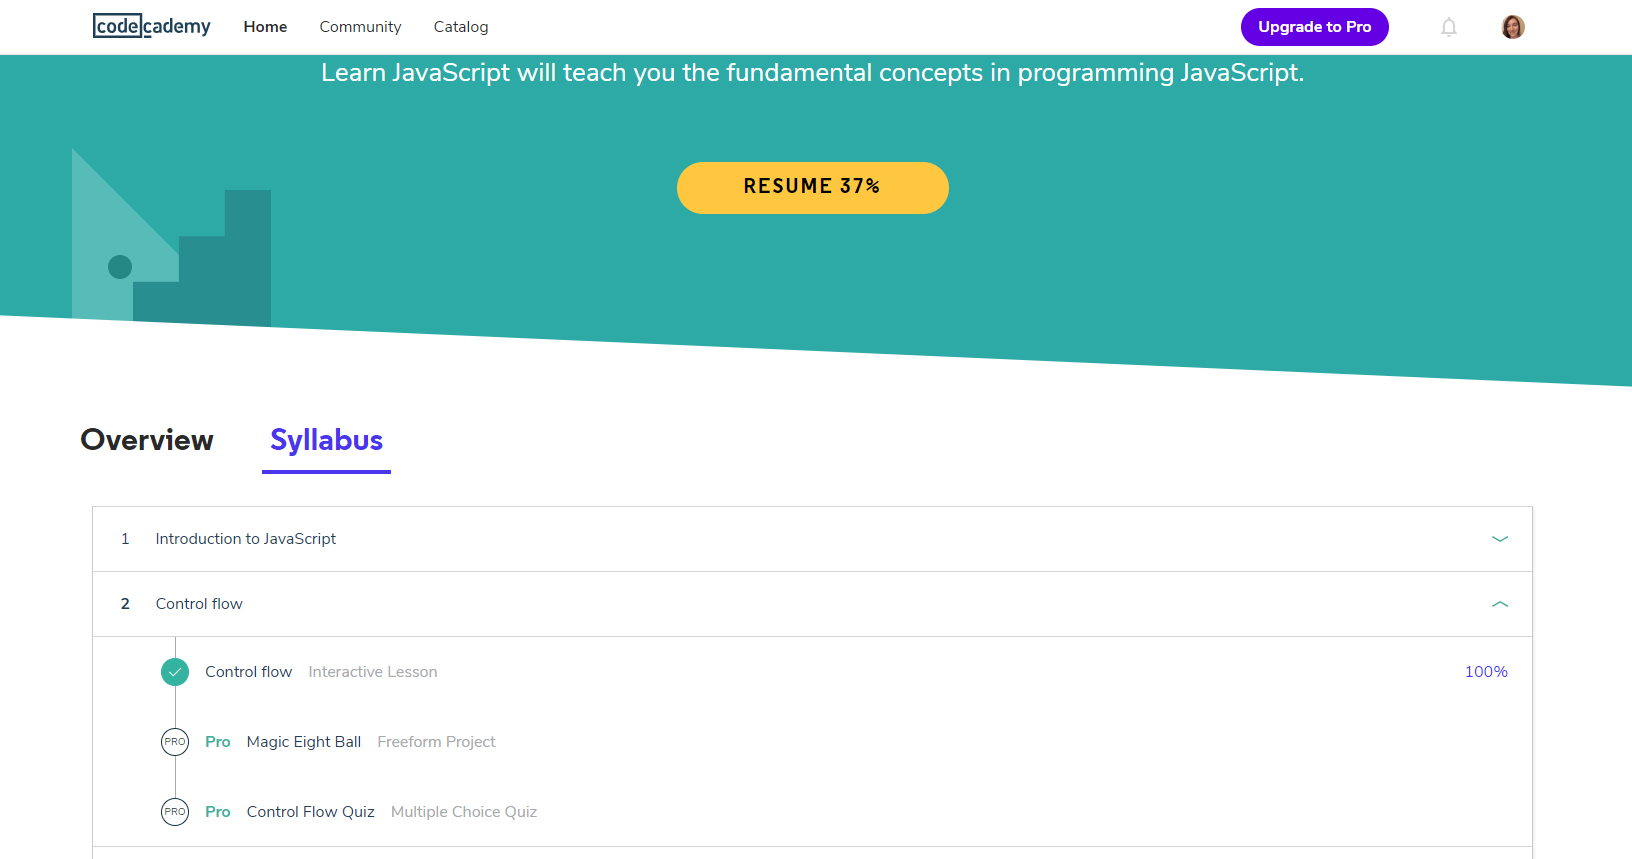 codecademy Home Community Catalog Upgrade to Pro
Learn JavaScript will teach you the fundamental concepts in programming JavaScript.
RESUME 37%
Overview Syllabus
1 Introduction to JavaScript
2 Control flow
Control flow Interactive Lesson 100%
PRO Pro Magic Eight Ball Freeform Project
PRO Pro Control Flow Quiz Multiple Choice Quiz